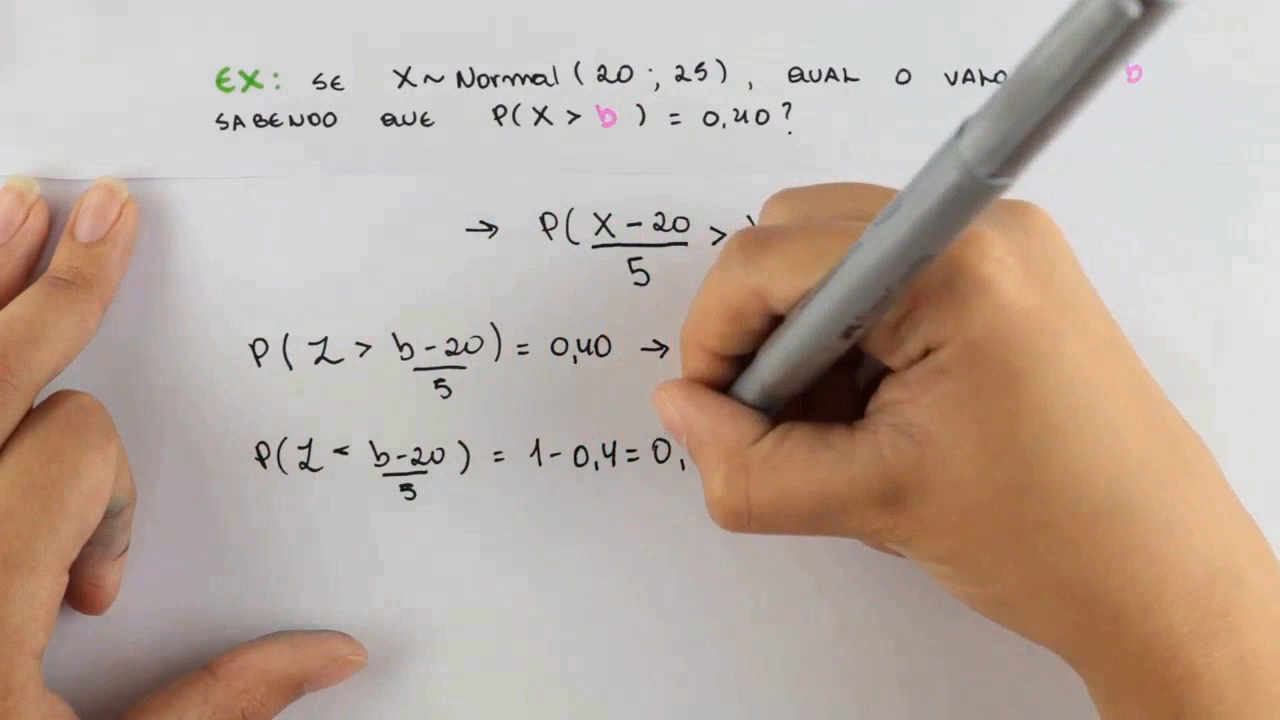 EX: SE X ~ Normal (20 ; 25) , QUAL O b
SABENDO QUE P(X > b) = 0,40?
→ P( X - 20 / 5 >
P( Z > b - 20 / 5 ) = 0,40 →
P( Z < b - 20 / 5 ) = 1 - 0,4 = 0,